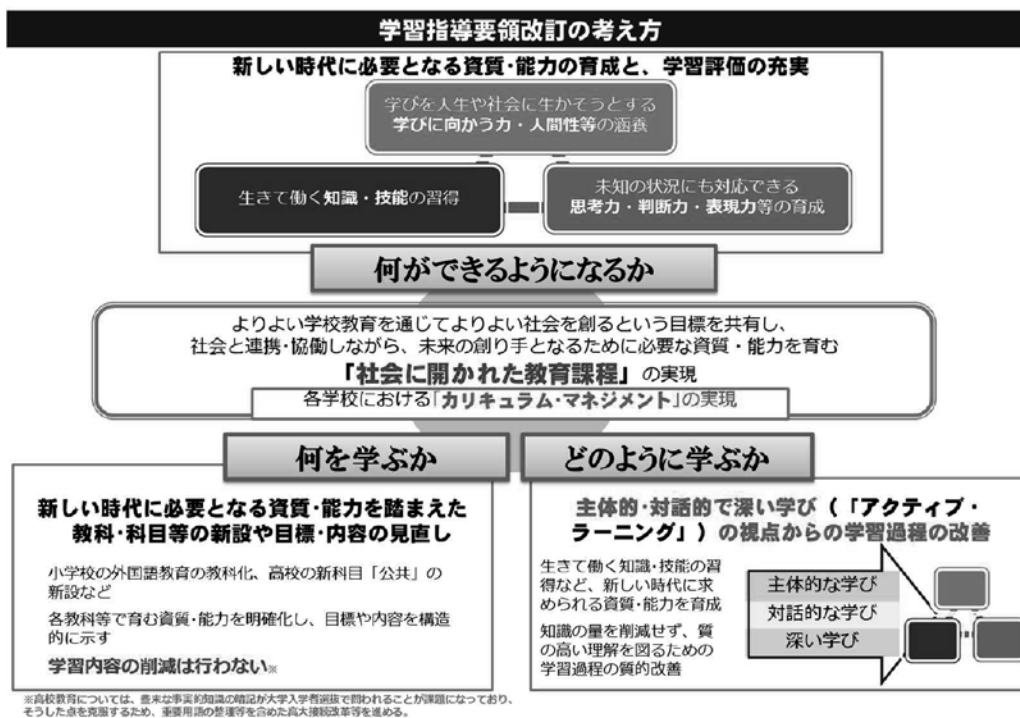 学習指導要領改訂の考え方
新しい時代に必要となる資質・能力の育成と、学習評価の充実
学びを人生や社会に生かそうとする
学びに向かう力・人間性等の涵養
生きて働く知識・技能の習得
未知の状況にも対応できる
思考力・判断力・表現力等の育成
何ができるようになるか
よりよい学校教育を通じてよりよい社会を創るという目標を共有し、
社会と連携・協働しながら、未来の創り手となるために必要な資質・能力を育む
「社会に開かれた教育課程」の実現
各学校における「カリキュラム・マネジメント」の実現
何を学ぶか
どのように学ぶか
新しい時代に必要となる資質・能力を踏まえた
教科・科目等の新設や目標・内容の見直し
小学校の外国語教育の教科化、高校の新科目「公共」の
新設など
各教科等で育む資質・能力を明確化し、目標や内容を構造
的に示す
学習内容の削減は行わない※
主体的・対話的で深い学び(「アクティブ・
ラーニング」)の視点からの学習過程の改善
生きて働く知識・技能の習
得など、新しい時代に求
められる資質・能力を育成
知識の量を削減せず、質
の高い理解を図るための
学習過程の質的改善
主体的な学び
対話的な学び
深い学び
※高校教育については、些末な事実的知識の暗記が大学入学者選抜で問われることが課題になっており、
そうした点を克服するため、重要用語の整理等を含めた高大接続改革等を進める。